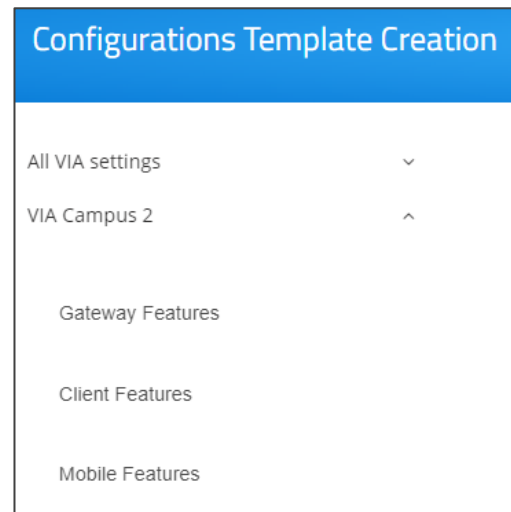 Configurations Template Creation
All VIA settings
VIA Campus 2
Gateway Features
Client Features
Mobile Features